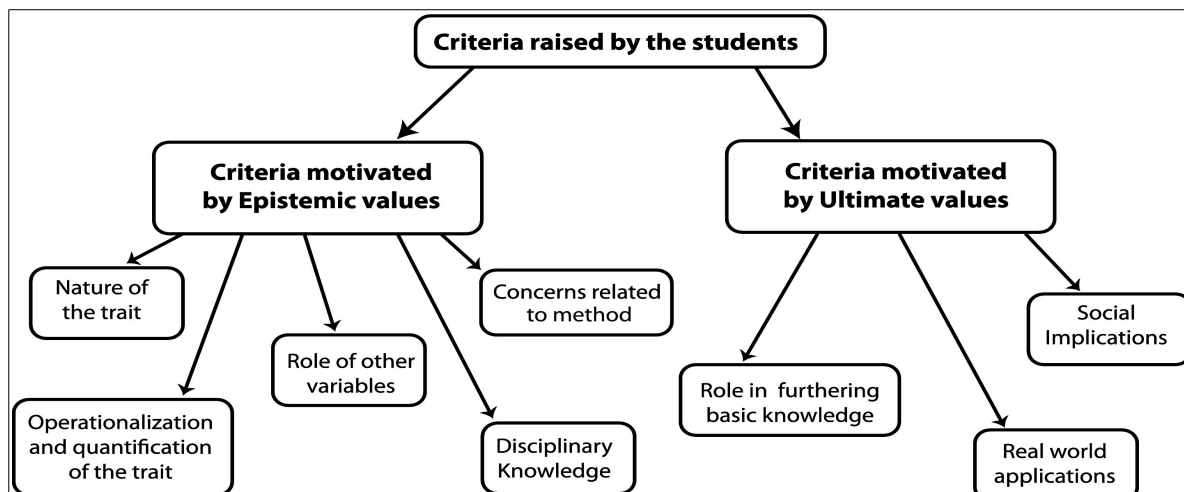 Criteria raised by the students
Criteria motivated
by Epistemic values
Criteria motivated
by Ultimate values
Nature of
the trait
Operationalization
and quantification
of the trait
Role of other
variables
Disciplinary
Knowledge
Concerns related
to method
Role in furthering
basic knowledge
Real world
applications
Social
Implications